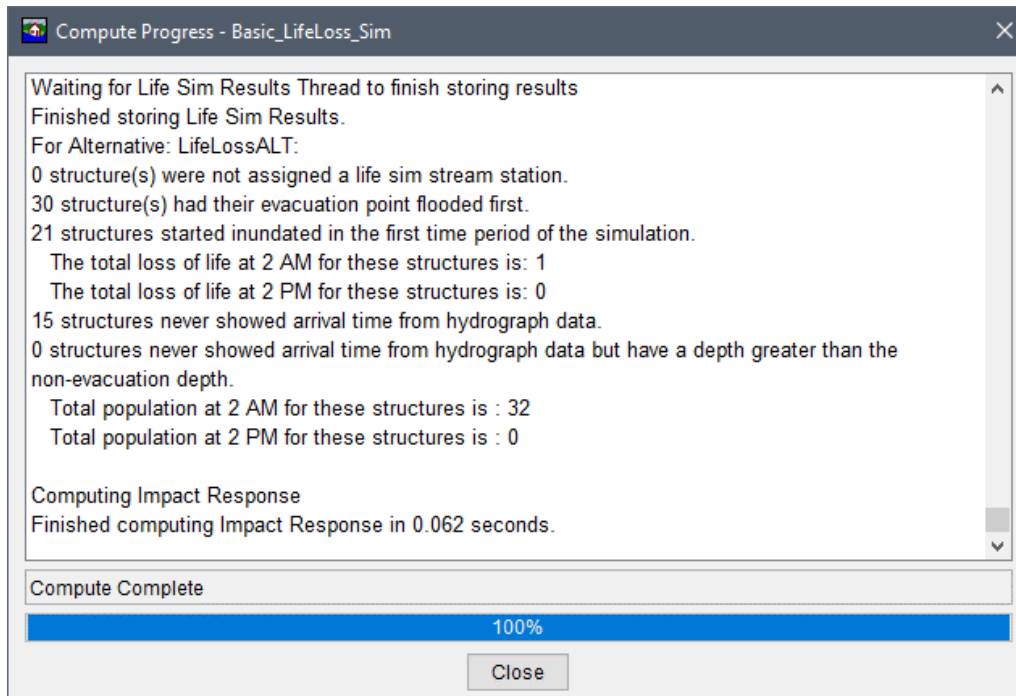 Compute Progress - Basic_LifeLoss_Sim
Waiting for Life Sim Results Thread to finish storing results
Finished storing Life Sim Results.
For Alternative: LifeLossALT:
0 structure(s) were not assigned a life sim stream station.
30 structure(s) had their evacuation point flooded first.
21 structures started inundated in the first time period of the simulation.
The total loss of life at 2 AM for these structures is: 1
The total loss of life at 2 PM for these structures is: 0
15 structures never showed arrival time from hydrograph data.
0 structures never showed arrival time from hydrograph data but have a depth greater than the
non-evacuation depth.
Total population at 2 AM for these structures is : 32
Total population at 2 PM for these structures is : 0
Computing Impact Response
Finished computing Impact Response in 0.062 seconds.
Compute Complete
100%
Close